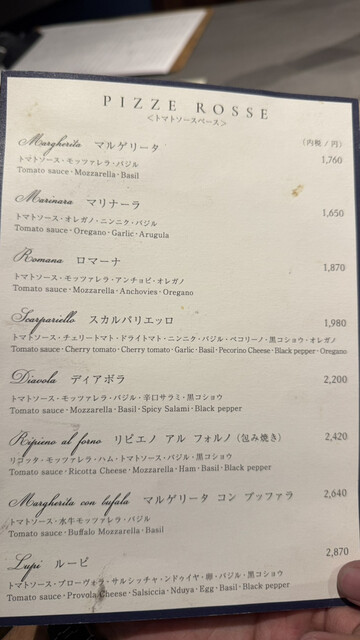 PIZZE ROSSE
<トマトソースベース>
(内税 / 円)
Margherita マルゲリータ 1,760
トマトソース・モッツァレラ・バジル
Tomato sauce・Mozzarella・Basil
Marinara マリナーラ 1,650
トマトソース・オレガノ・ニンニク・バジル
Tomato sauce・Oregano・Garlic・Arugula
Romana ロマーナ 1,870
トマトソース・モッツァレラ・アンチョビ・オレガノ
Tomato sauce・Mozzarella・Anchovies・Oregano
Scarpariello スカルパリエッロ 1,980
トマトソース・チェリートマト・ドライトマト・ニンニク・バジル・ペコリーノ・黒コショウ・オレガノ
Tomato sauce・Cherry tomato・Cherry tomato・Garlic・Basil・Pecorino Cheese・Black pepper・Oregano
Diavola ディアボラ 2,200
トマトソース・モッツァレラ・バジル・辛口サラミ・黒コショウ
Tomato sauce・Mozzarella・Basil・Spicy Salami・Black pepper
Ripieno al forno リピエノ アル フォルノ (包み焼き) 2,420
リコッタ・モッツァレラ・ハム・トマトソース・バジル・黒コショウ
Tomato sauce・Ricotta Cheese・Mozzarella・Ham・Basil・Black pepper
Margherita con bufala マルゲリータ コン ブッファラ 2,640
トマトソース・水牛モッツァレラ・バジル
Tomato sauce・Buffalo Mozzarella・Basil
Lupi ルーピ 2,870
トマトソース・プローヴォラ・サルシッチャ・ンドゥイヤ・卵・バジル・黒コショウ
Tomato sauce・Provola Cheese・Salsiccia・Nduya・Egg・Basil・Black pepper